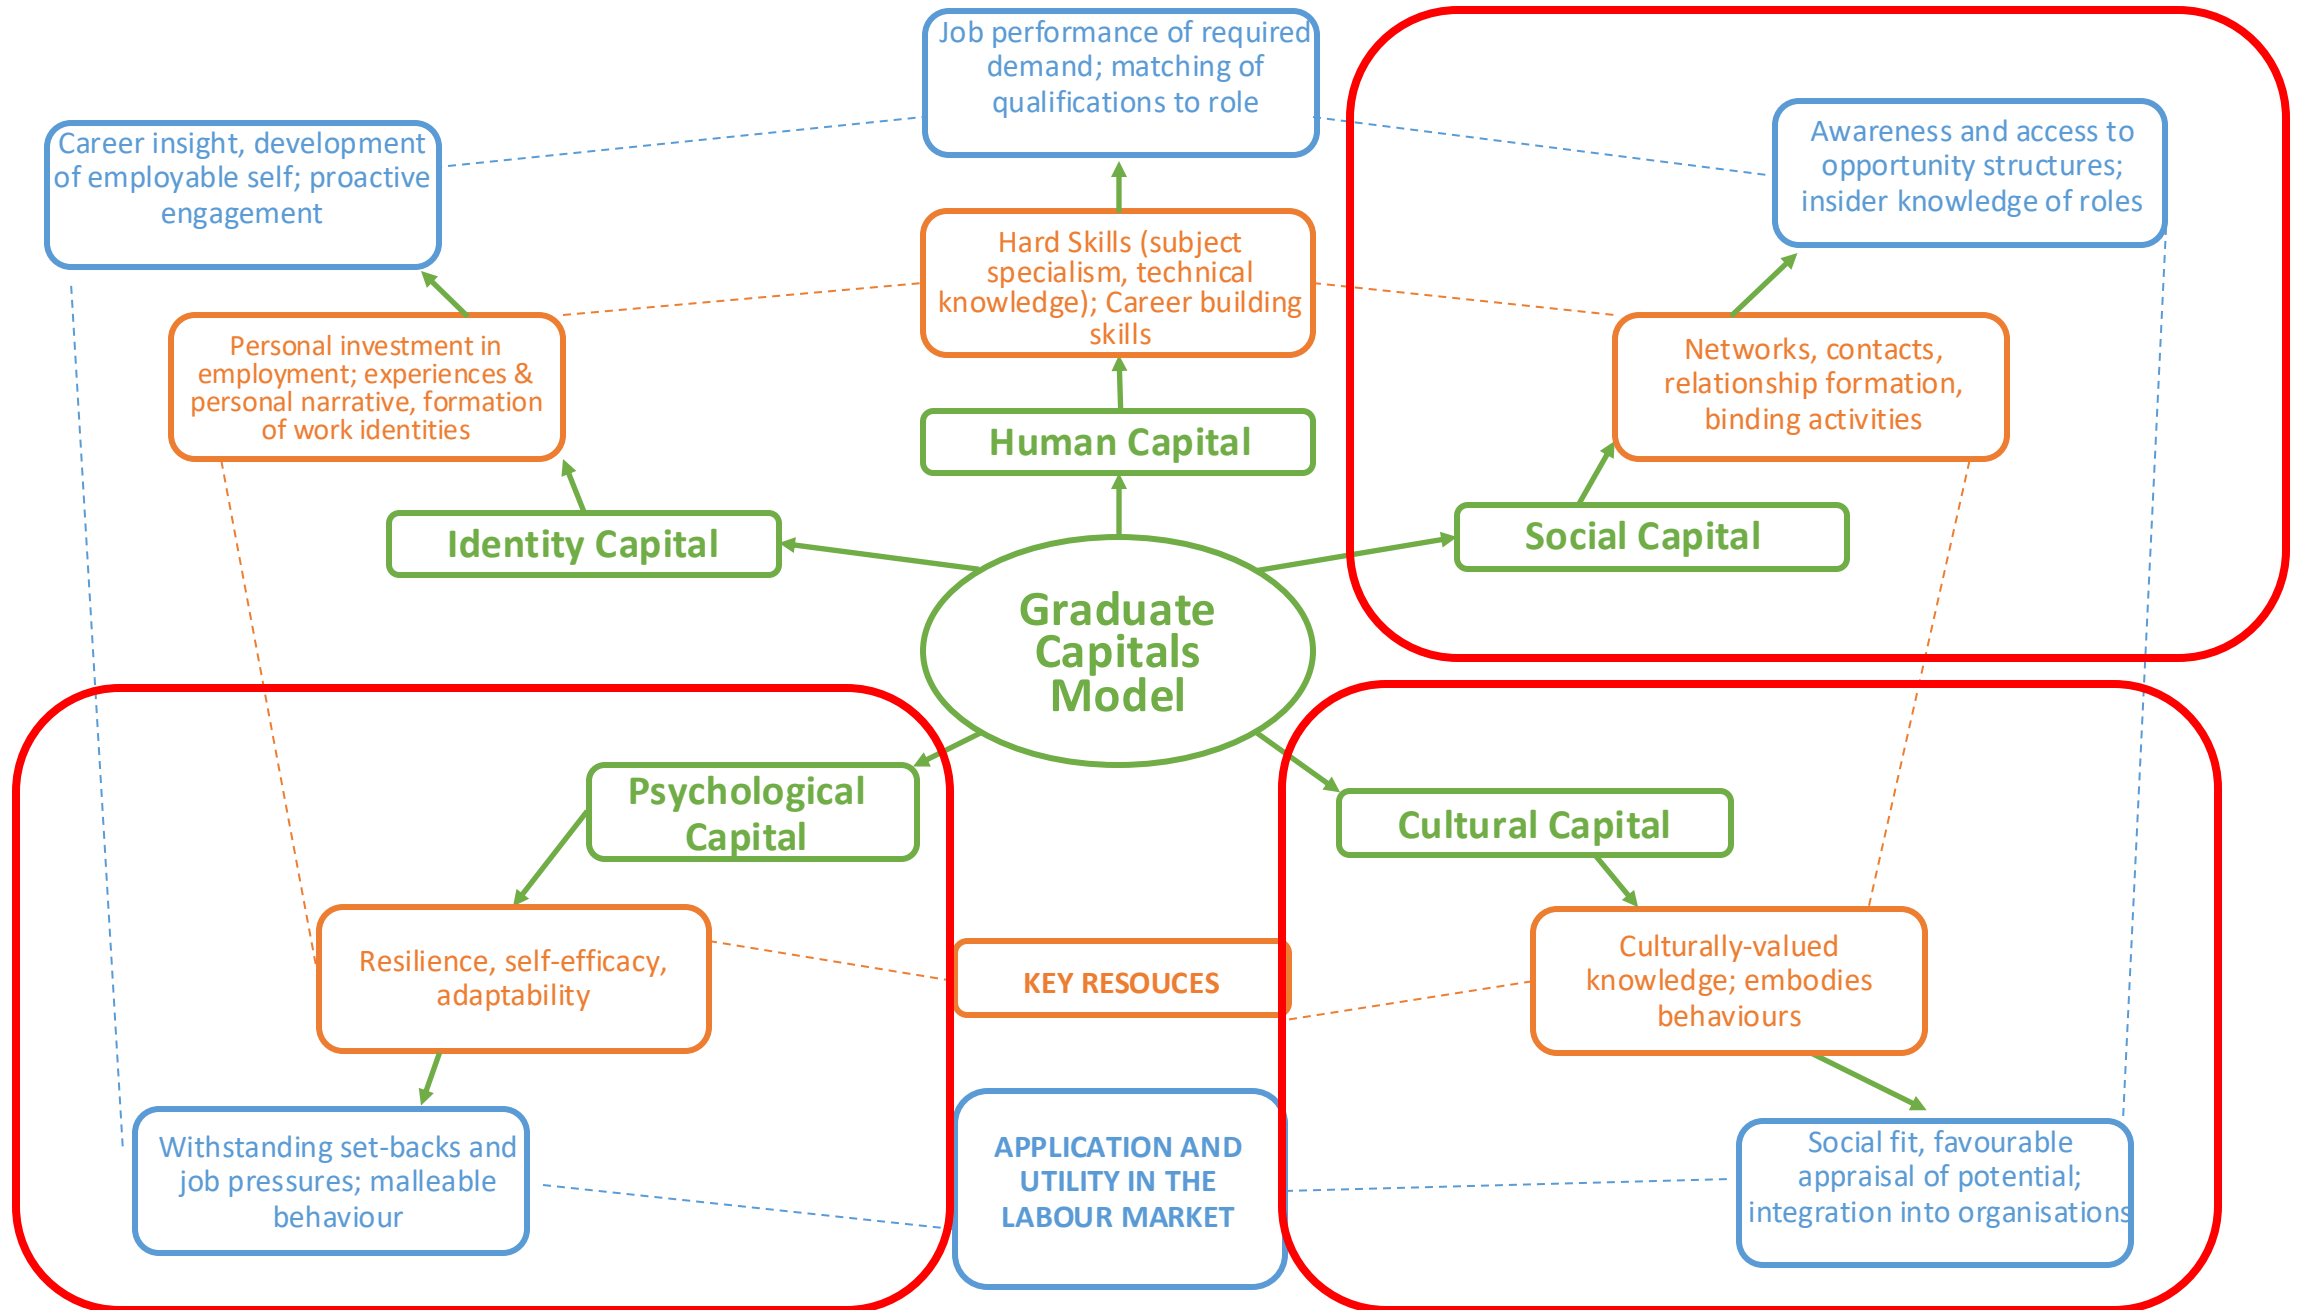 Job performance of required
demand; matching of
qualifications to role
Career insight, development
of employable self; proactive
engagement
Awareness and access to
opportunity structures;
insider knowledge of roles
Hard Skills (subject
specialism, technical
knowledge); Career building
skills
Personal investment in
employment; experiences &
personal narrative, formation
of work identities
Networks, contacts,
relationship formation,
binding activities
Human Capital
Identity Capital
Social Capital
Graduate
Capitals
Model
Psychological
Capital
Cultural Capital
Resilience, self-efficacy,
adaptability
KEY RESOUCES
Culturally-valued
knowledge; embodies
behaviours
Withstanding set-backs and
job pressures; malleable
behaviour
APPLICATION AND
UTILITY IN THE
LABOUR MARKET
Social fit, favourable
appraisal of potential;
integration into organisations